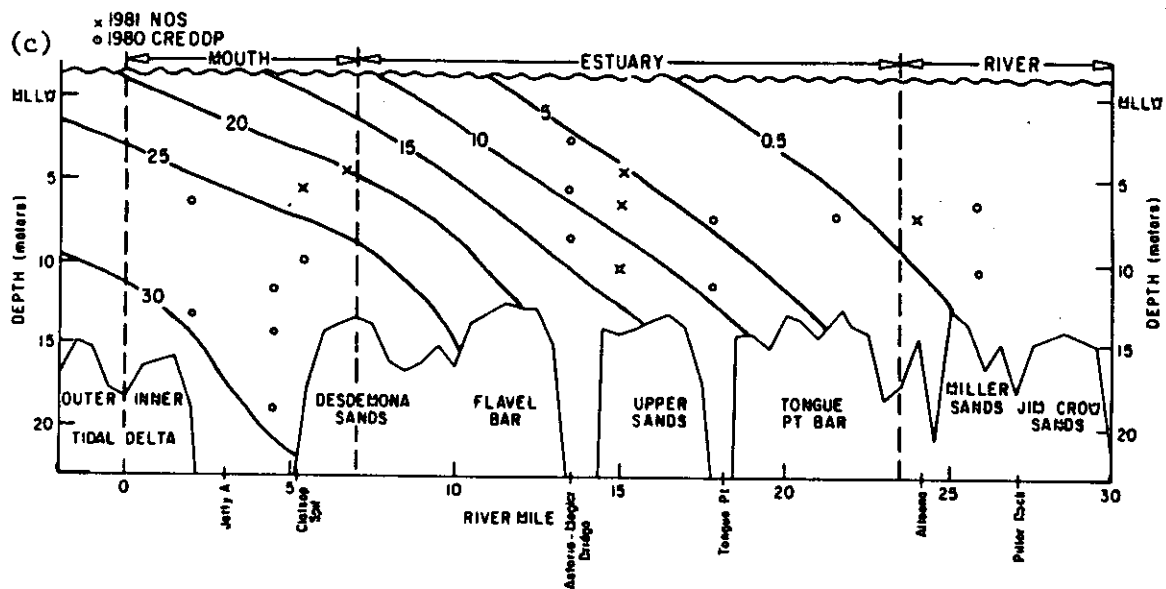 × 1981 NOS
(c) o 1980 CREDDP
MOUTH ESTUARY RIVER
MLLW MLLW
5
0.5
20
10
15
25
5 5
10 10
30
15 15
OUTER INNER
TIDAL DELTA
DESDEMONA
SANDS
FLAVEL
BAR
UPPER
SANDS
TONGUE
PT BAR
MILLER
SANDS
JIM CROW
SANDS
20 20
DEPTH (meters)
DEPTH (meters)
0 5 10 15 20 25 30
RIVER MILE
Jetty A
Clatsop
Spit
Bridge
Tongue Pt